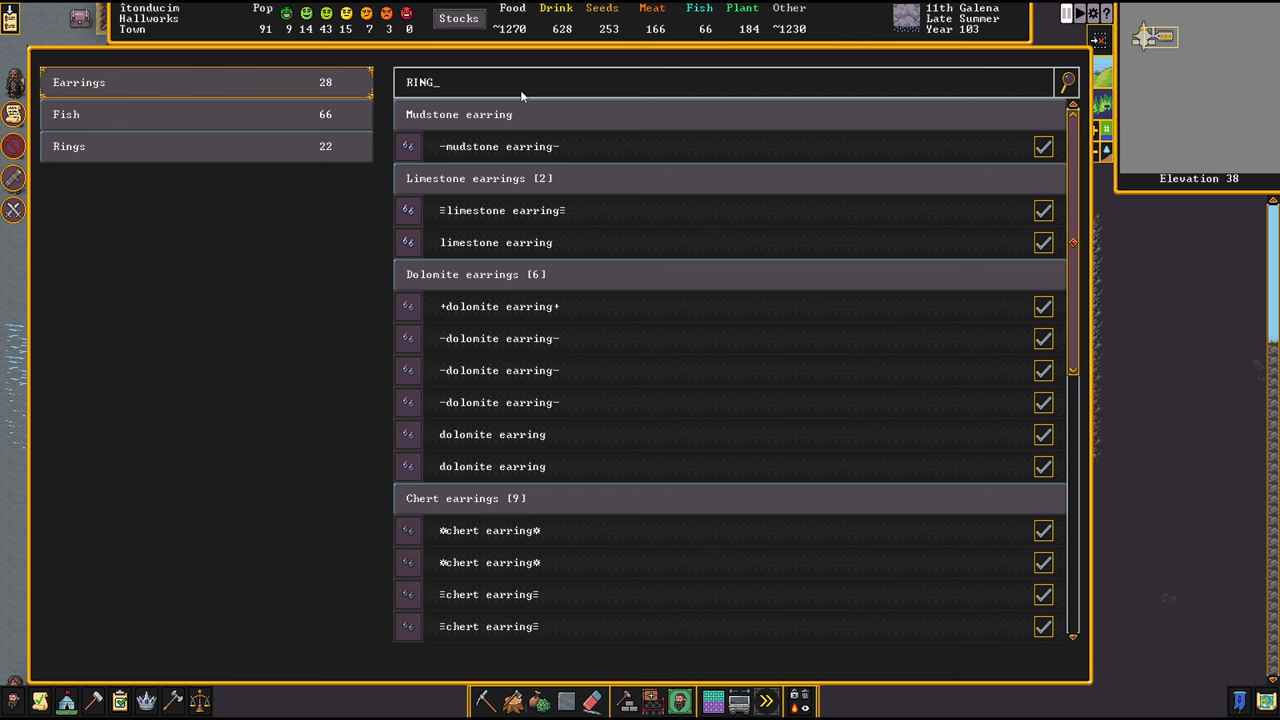 îtonducim Pop Food Drink Seeds Meat Fish Plant Other 11th Galena
Hallworks Stocks Late Summer
Town 91 9 14 43 15 7 3 0 ~1270 628 253 166 66 184 ~1230 Year 103
Elevation 38
Earrings 28
Fish 66
Rings 22
RING_
Mudstone earring
-mudstone earring-
Limestone earrings [2]
≡limestone earring≡
limestone earring
Dolomite earrings [6]
+dolomite earring+
-dolomite earring-
-dolomite earring-
-dolomite earring-
dolomite earring
dolomite earring
Chert earrings [9]
☼chert earring☼
☼chert earring☼
≡chert earring≡
≡chert earring≡